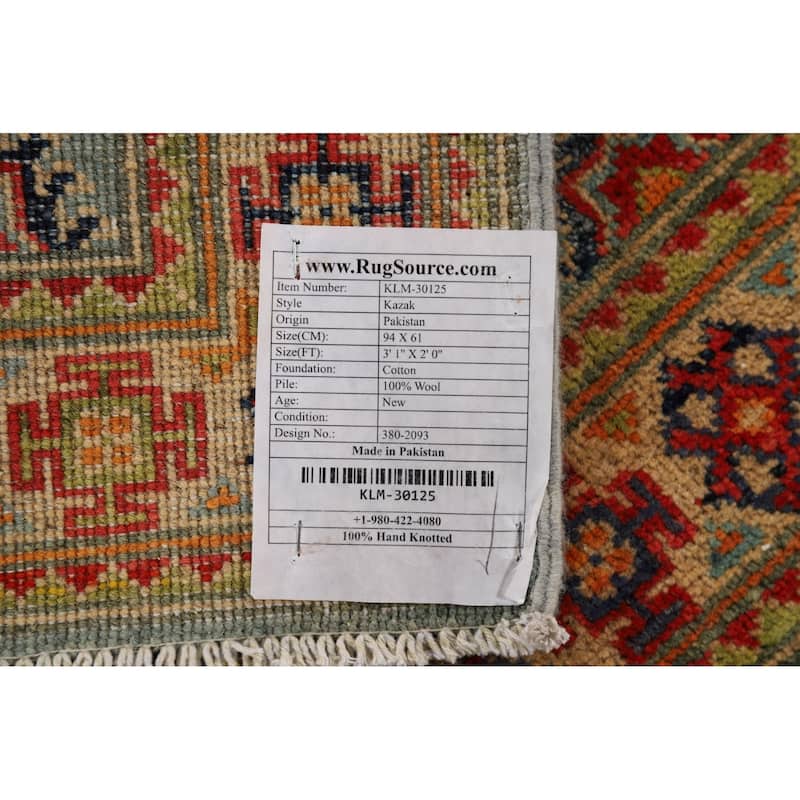 www.RugSource.com
Item Number: KLM-30125
Style Kazak
Origin Pakistan
Size(CM): 94 X 61
Size(FT): 3' 1" X 2' 0"
Foundation: Cotton
Pile: 100% Wool
Age: New
Condition:
Design No.: 380-2093
Made in Pakistan
KLM-30125
+1-980-422-4080
100% Hand Knotted